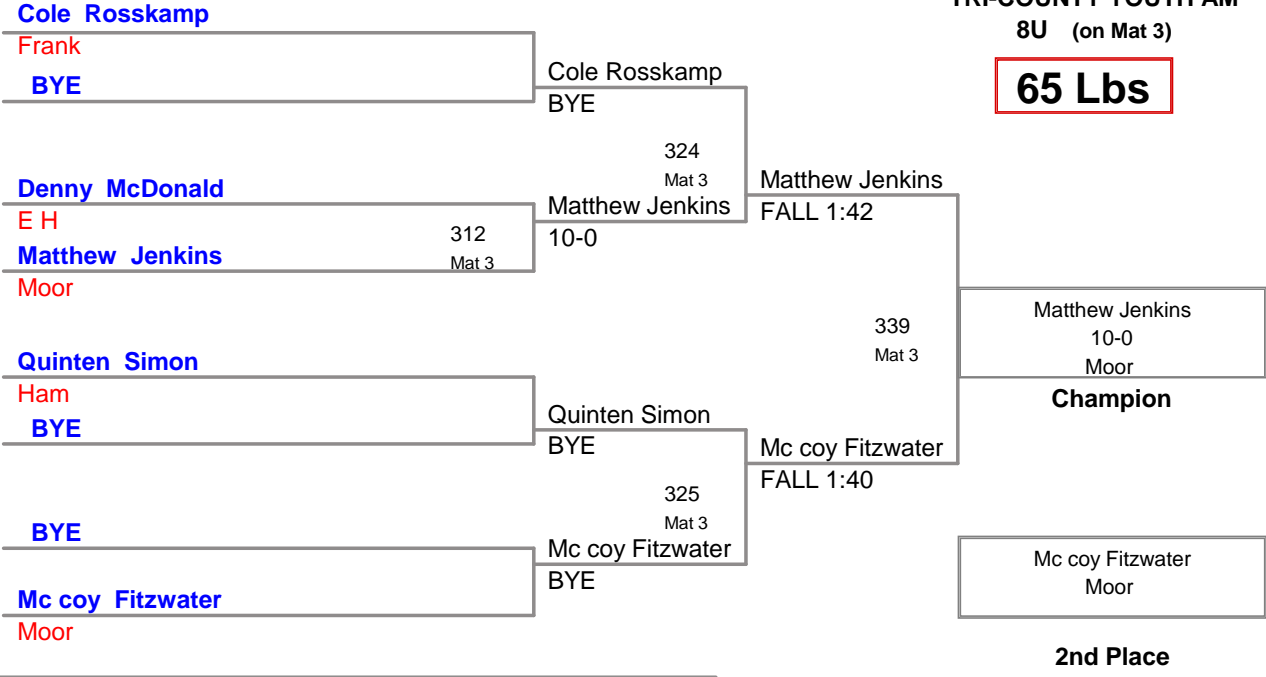 TRI-COUNTY YOUTH AM
8U (on Mat 3)
65 Lbs
Cole Rosskamp
Frank
BYE
Cole Rosskamp
BYE
324
Mat 3
Denny McDonald
E H
Matthew Jenkins
Moor
312
Mat 3
Matthew Jenkins
10-0
Matthew Jenkins
FALL 1:42
Quinten Simon
Ham
BYE
Quinten Simon
BYE
325
Mat 3
BYE
Mc coy Fitzwater
Moor
Mc coy Fitzwater
BYE
Mc coy Fitzwater
FALL 1:40
339
Mat 3
Matthew Jenkins
10-0
Moor
Champion
Mc coy Fitzwater
Moor
2nd Place